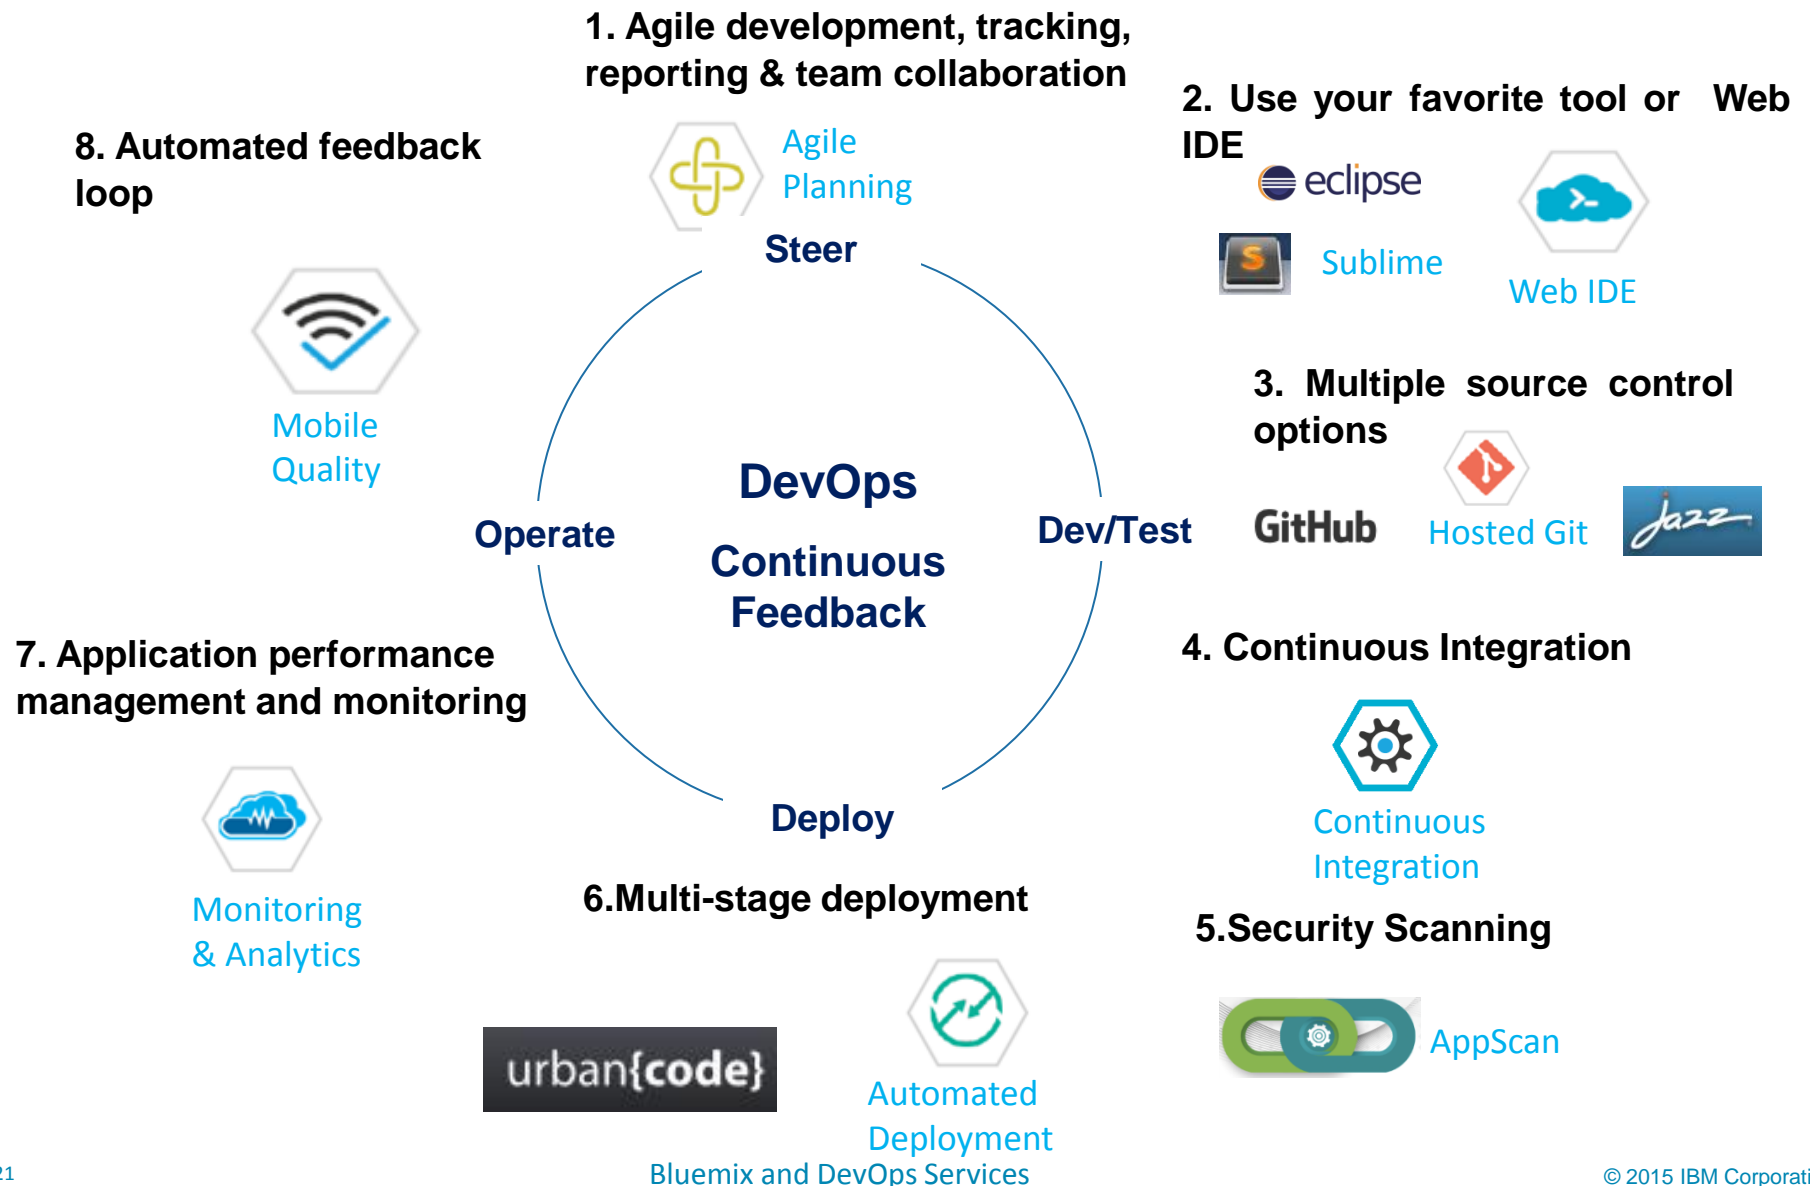 1. Agile development, tracking,
reporting & team collaboration
Agile
Planning
2. Use your favorite tool or Web
IDE
eclipse
S
Sublime
Web IDE
3. Multiple source control
options
GitHub
Hosted Git
jazz
4. Continuous Integration
Continuous
Integration
5.Security Scanning
AppScan
6.Multi-stage deployment
urban{code}
Automated
Deployment
7. Application performance
management and monitoring
Monitoring
& Analytics
8. Automated feedback
loop
Mobile
Quality
Steer
Dev/Test
Deploy
Operate
DevOps
Continuous
Feedback
21
Bluemix and DevOps Services
© 2015 IBM Corporati